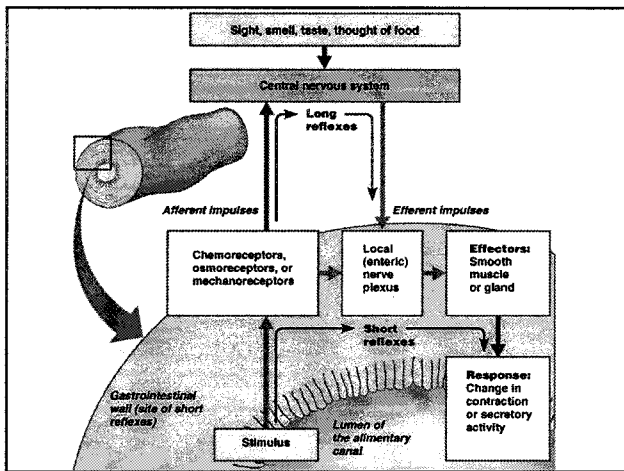 Sight, smell, taste, thought of food
Central nervous system
Long
reflexes
Afferent impulses
Efferent impulses
Chemoreceptors,
osmoreceptors, or
mechanoreceptors
Local
(enteric)
nerve
plexus
Effectors:
Smooth
muscle
or gland
Short
reflexes
Response:
Change in
contraction
or secretory
activity
Gastrointestinal
wall (site of short
reflexes)
Stimulus
Lumen of
the alimentary
canal